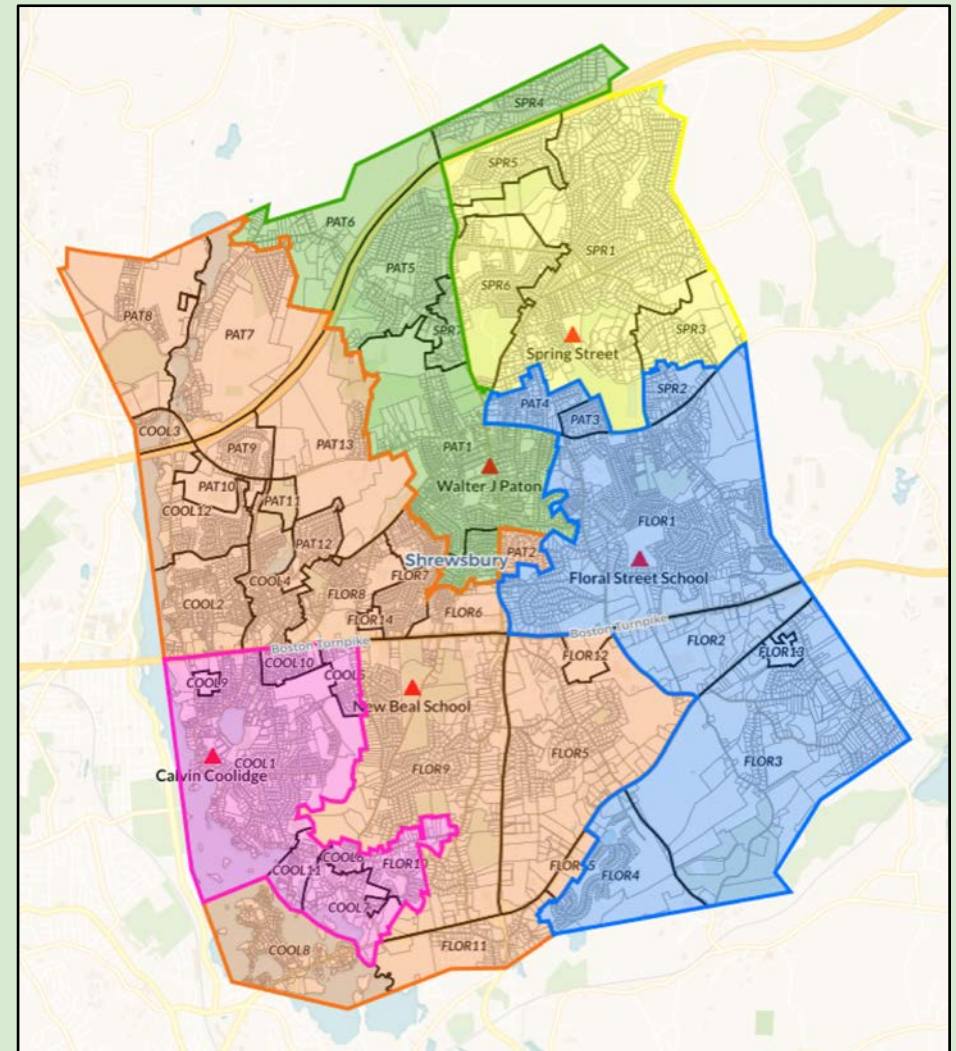 SPR4
SPR5
PAT6
SPR1
PAT5
SPR6
PAT8
SPR7
SPR3
PAT7
Spring Street
SPR2
PAT4
PAT3
COOL3
PAT9
PAT13
PAT1
PAT10
Walter J Paton
PAT11
COOL12
FLOR1
PAT12
PAT2
Shrewsbury
COOL4
FLOR7
Floral Street School
FLOR8
COOL2
FLOR6
FLOR14
Boston Turnpike
Boston Turnpike
FLOR2
FLOR12
FLOR13
COOL10
COOL5
COOL9
New Beal School
FLOR5
COOL1
FLOR3
Calvin Coolidge
FLOR9
COOL6
FLOR10
COOL11
FLOR4
COOL7
FLOR11
COOL8